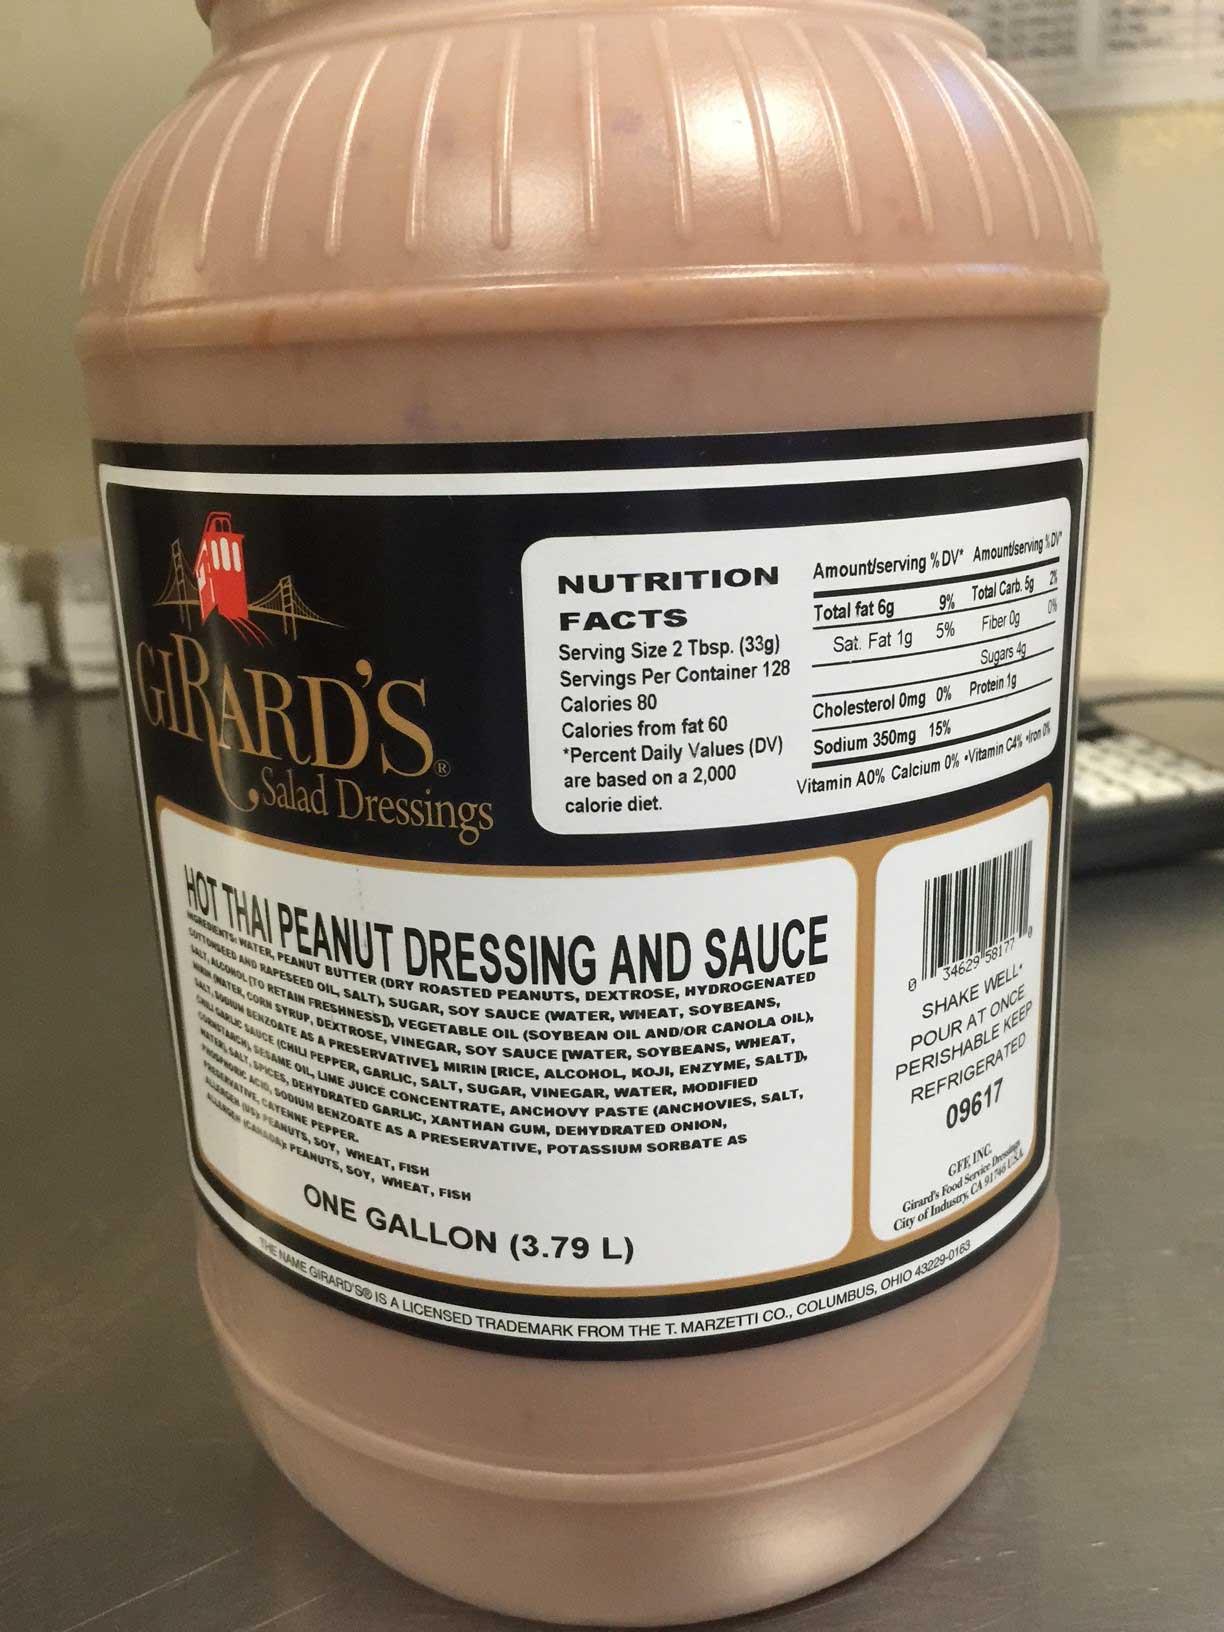 GIRARD'S®
Salad Dressings
NUTRITION
FACTS
Serving Size 2 Tbsp. (33g)
Servings Per Container 128
Calories 80
Calories from fat 60
*Percent Daily Values (DV)
are based on a 2,000
calorie diet.
Amount/serving %DV* Amount/serving %DV*
Total fat 6g 9% Total Carb. 5g 2%
Sat. Fat 1g 5% Fiber 0g 0%
Sugars 4g
Cholesterol 0mg 0% Protein 1g
Sodium 350mg 15%
Vitamin A0% Calcium 0% •Vitamin C4% •Iron 0%
HOT THAI PEANUT DRESSING AND SAUCE
INGREDIENTS: WATER, PEANUT BUTTER (DRY ROASTED PEANUTS, DEXTROSE, HYDROGENATED
COTTONSEED AND RAPESEED OIL, SALT), SUGAR, SOY SAUCE (WATER, WHEAT, SOYBEANS,
SALT, ALCOHOL [TO RETAIN FRESHNESS]), VEGETABLE OIL (SOYBEAN OIL AND/OR CANOLA OIL),
MIRIN (WATER, CORN SYRUP, DEXTROSE, VINEGAR, SOY SAUCE [WATER, SOYBEANS, WHEAT,
SALT, SODIUM BENZOATE AS A PRESERVATIVE], MIRIN [RICE, ALCOHOL, KOJI, ENZYME, SALT]),
CHILI GARLIC SAUCE (CHILI PEPPER, GARLIC, SALT, SUGAR, VINEGAR, WATER, MODIFIED
CORNSTARCH), SESAME OIL, LIME JUICE CONCENTRATE, ANCHOVY PASTE (ANCHOVIES, SALT,
WATER), SALT, SPICES, DEHYDRATED GARLIC, XANTHAN GUM, DEHYDRATED ONION,
PHOSPHORIC ACID, SODIUM BENZOATE AS A PRESERVATIVE, POTASSIUM SORBATE AS
PRESERVATIVE, CAYENNE PEPPER.
ALLERGEN (US): PEANUTS, SOY, WHEAT, FISH
ALLERGEN (CANADA): PEANUTS, SOY, WHEAT, FISH
ONE GALLON (3.79 L)
0 34629 58177 0
SHAKE WELL•
POUR AT ONCE
PERISHABLE KEEP
REFRIGERATED
09617
GFF, INC.
Girard's Food Service Dressings
City of Industry, CA 91746 U.S.A.
THE NAME GIRARD'S® IS A LICENSED TRADEMARK FROM THE T. MARZETTI CO., COLUMBUS, OHIO 43229-0163